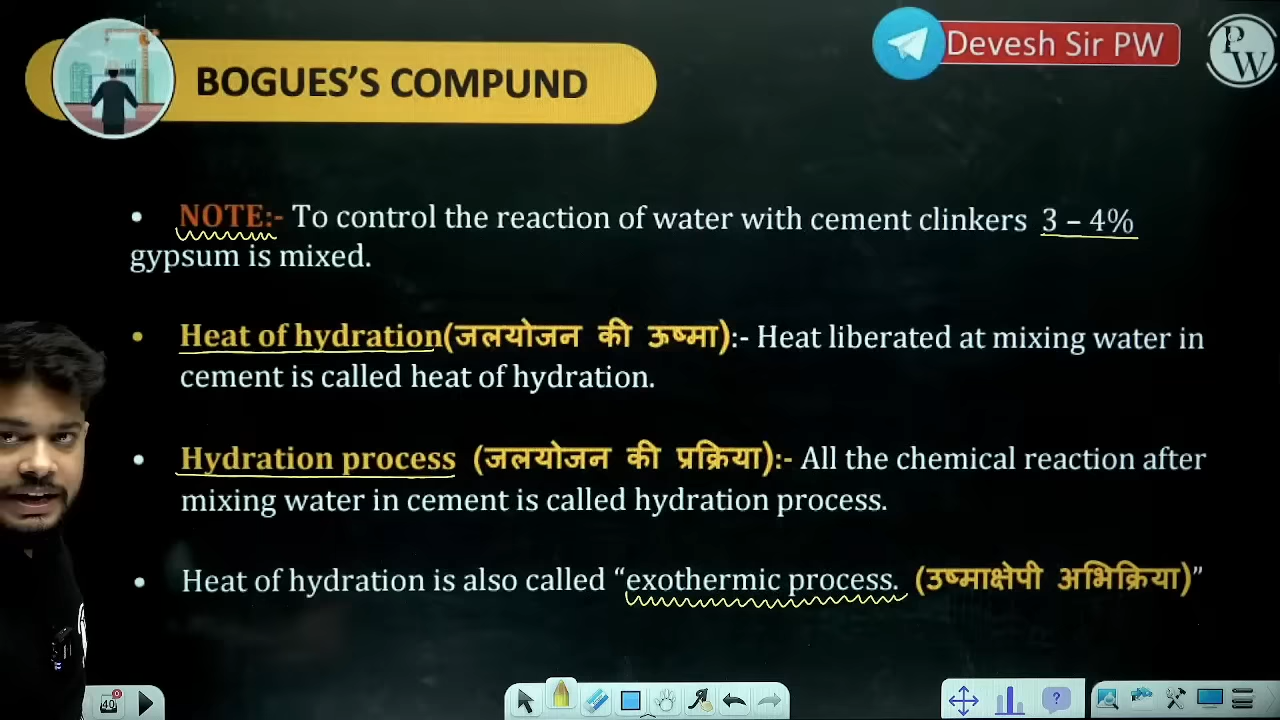 BOGUES’S COMPUND
Devesh Sir PW
PW
• NOTE:- To control the reaction of water with cement clinkers 3 – 4%
gypsum is mixed.
• Heat of hydration(जलयोजन की ऊष्मा):- Heat liberated at mixing water in
cement is called heat of hydration.
• Hydration process (जलयोजन की प्रक्रिया):- All the chemical reaction after
mixing water in cement is called hydration process.
• Heat of hydration is also called “exothermic process. (उष्माक्षेपी अभिक्रिया)”
40
0
?